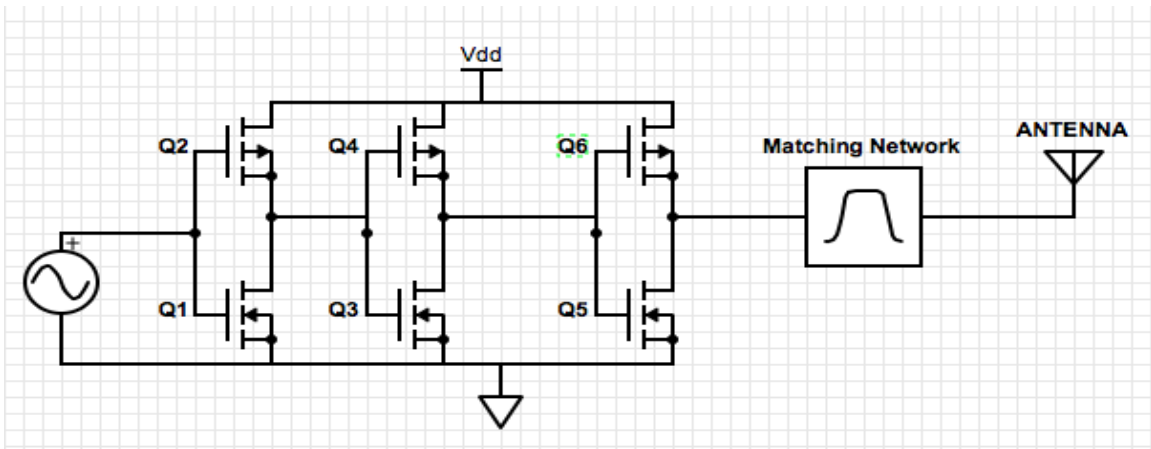 Vdd
Q2
Q4
Q6
Matching Network
ANTENNA
+
Q1
Q3
Q5